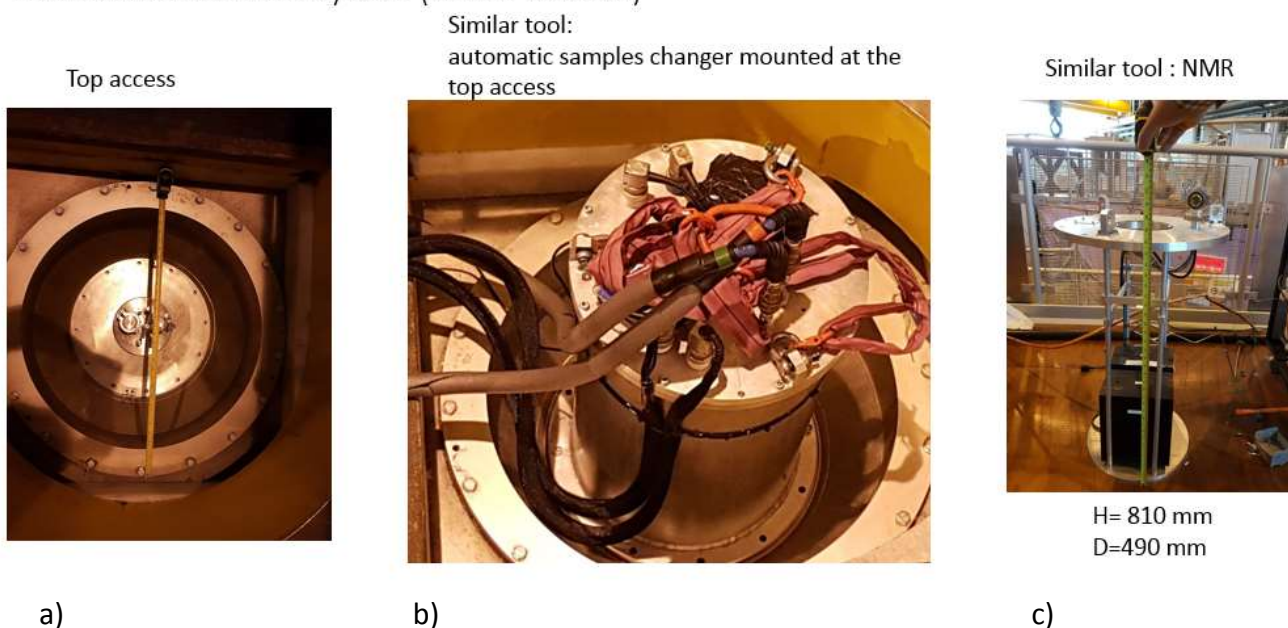 Similar tool:
automatic samples changer mounted at the
top access
Top access
Similar tool : NMR
H= 810 mm
D=490 mm
a)
b)
c)